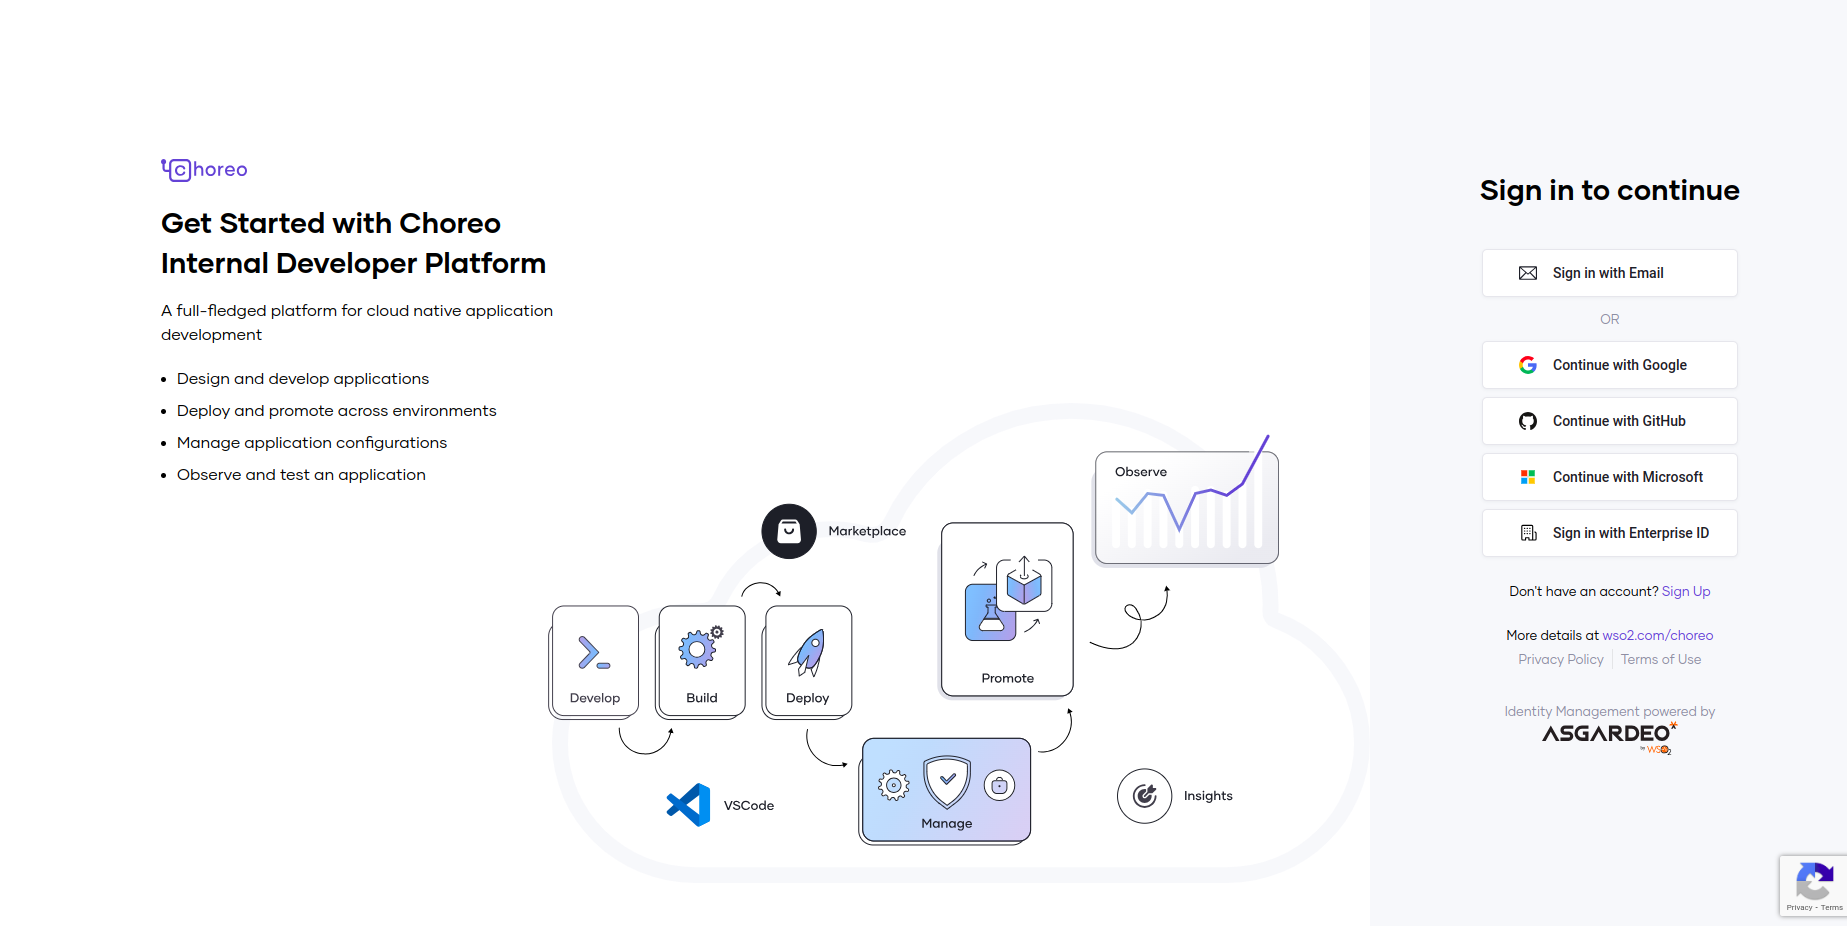 choreo
Get Started with Choreo
Internal Developer Platform
A full-fledged platform for cloud native application
development
Design and develop applications
Deploy and promote across environments
Manage application configurations
Observe and test an application
Observe
Marketplace
Promote
Develop
Build
Deploy
VSCode
Manage
Insights
Sign in to continue
Sign in with Email
OR
Continue with Google
Continue with GitHub
Continue with Microsoft
Sign in with Enterprise ID
Don't have an account? Sign Up
More details at wso2.com/choreo
Privacy Policy
Terms of Use
Identity Management powered by
ASGARDEO
by WSO2
Privacy - Terms